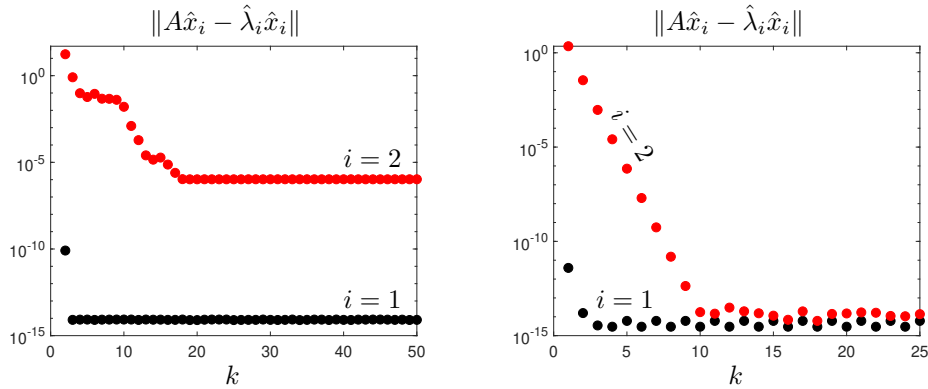 ‖Ax̂ᵢ − λ̂ᵢx̂ᵢ‖
10⁰
10⁻⁵
10⁻¹⁰
10⁻¹⁵
i = 2
i = 1
0 10 20 30 40 50
k
‖Ax̂ᵢ − λ̂ᵢx̂ᵢ‖
10⁰
10⁻⁵
10⁻¹⁰
10⁻¹⁵
i = 2
i = 1
0 5 10 15 20 25
k